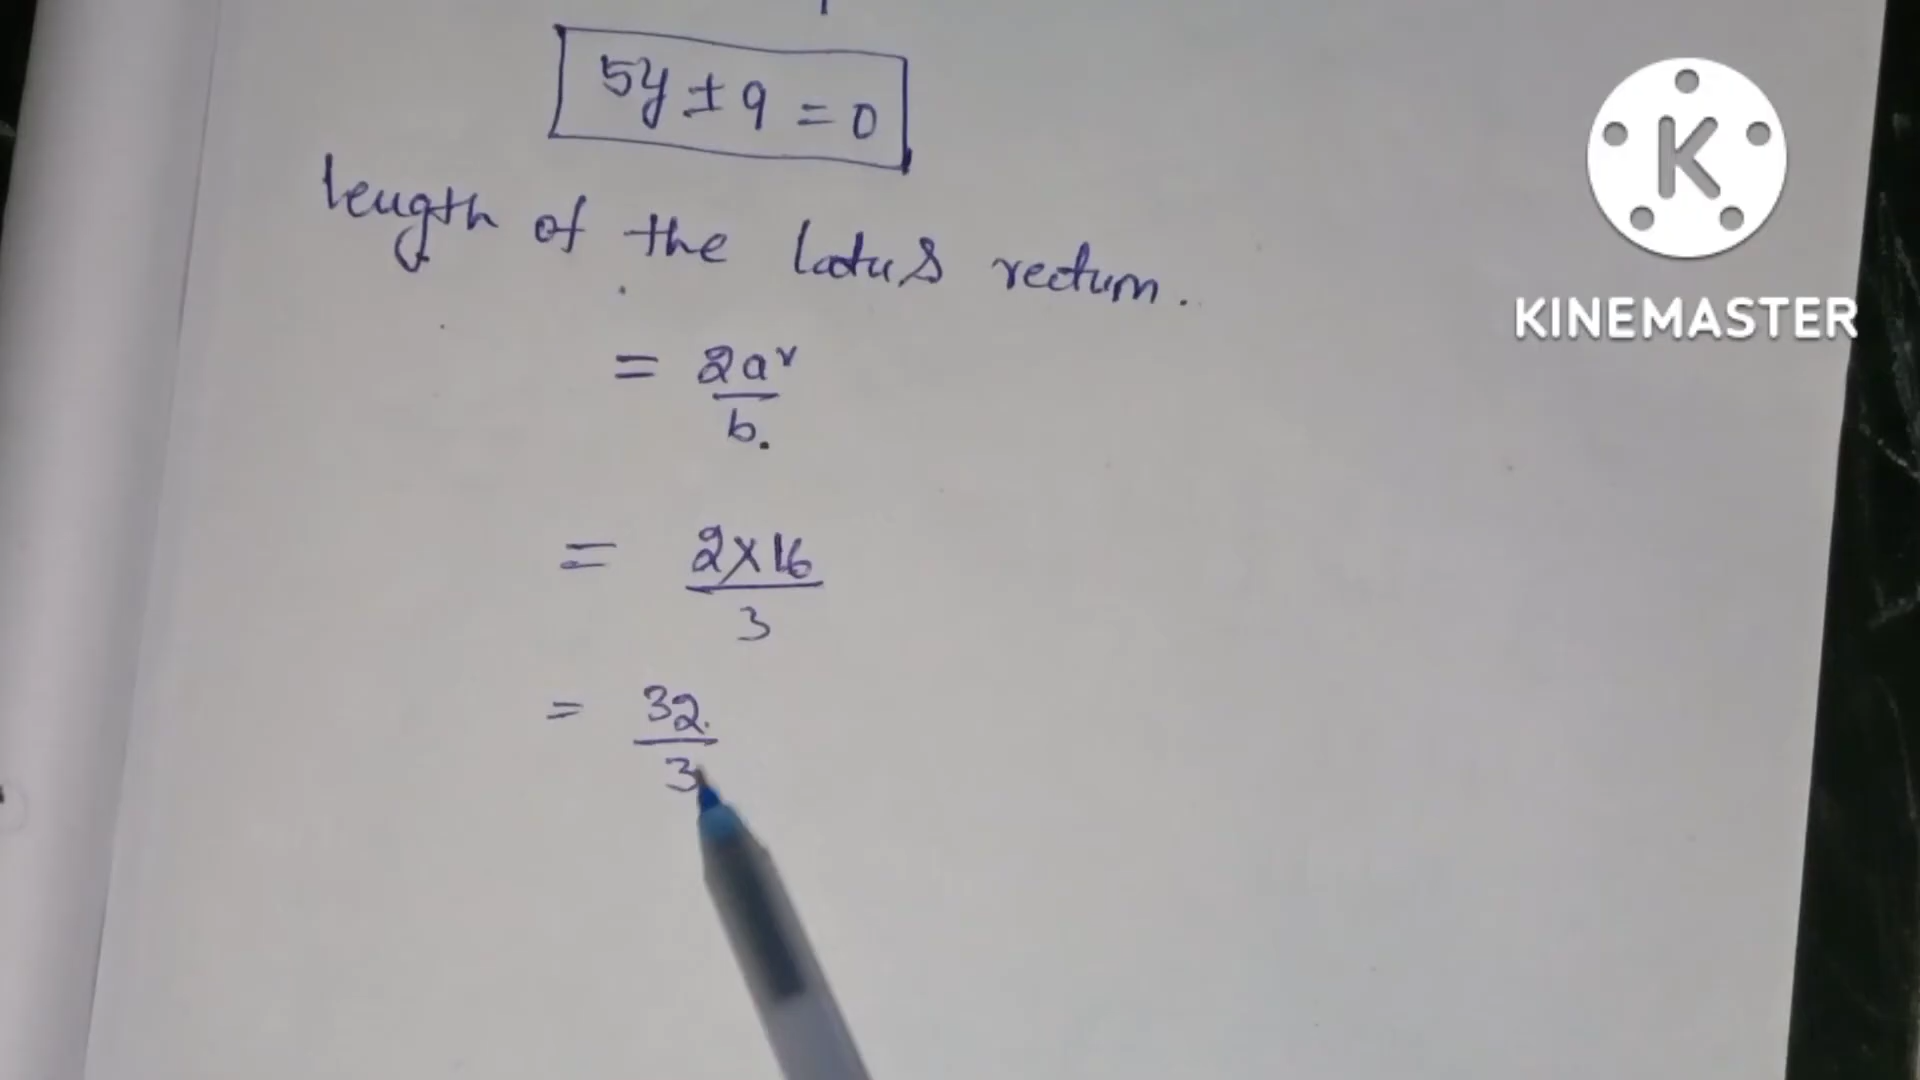 5y ± 9 = 0
length of the latus rectum.
= 2a²/b.
= 2×16/3
= 32./3
K
KINEMASTER